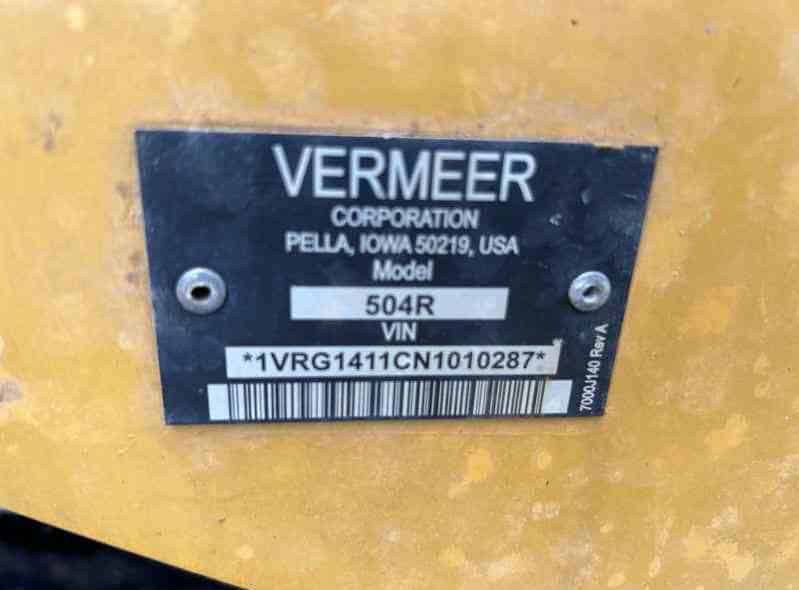 VERMEER
CORPORATION
PELLA, IOWA 50219, USA
Model
504R
VIN
*1VRG1411CN1010287*
7000J140 Rev A